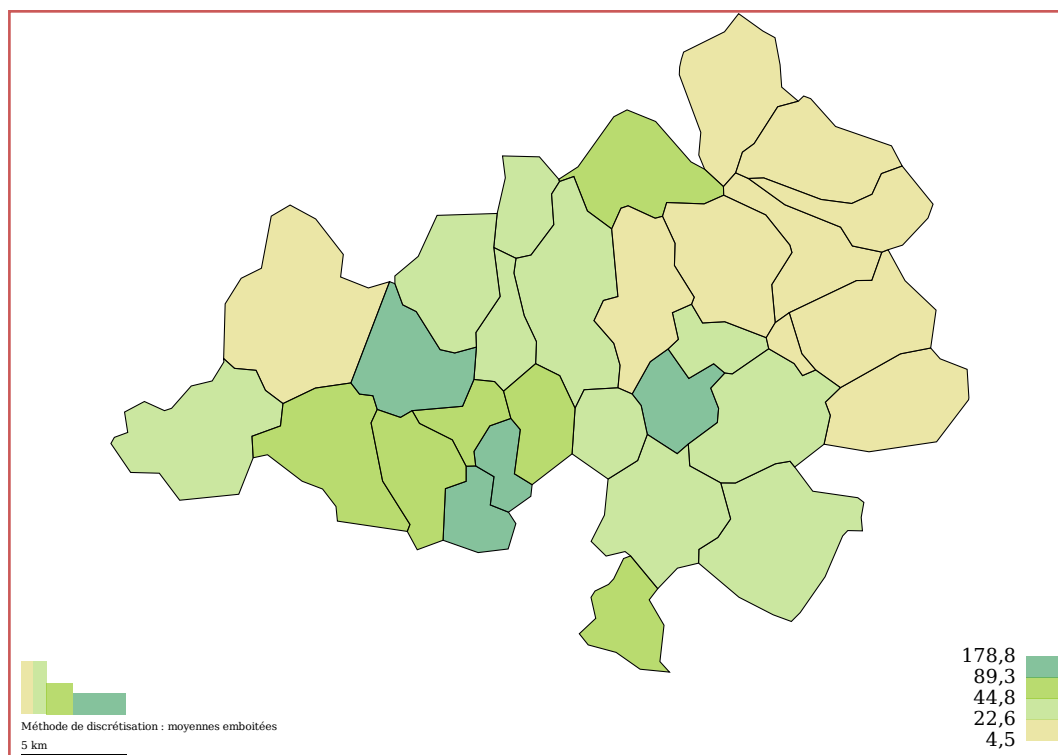 178,8
89,3
44,8
22,6
4,5
Méthode de discrétisation : moyennes emboitées
5 km